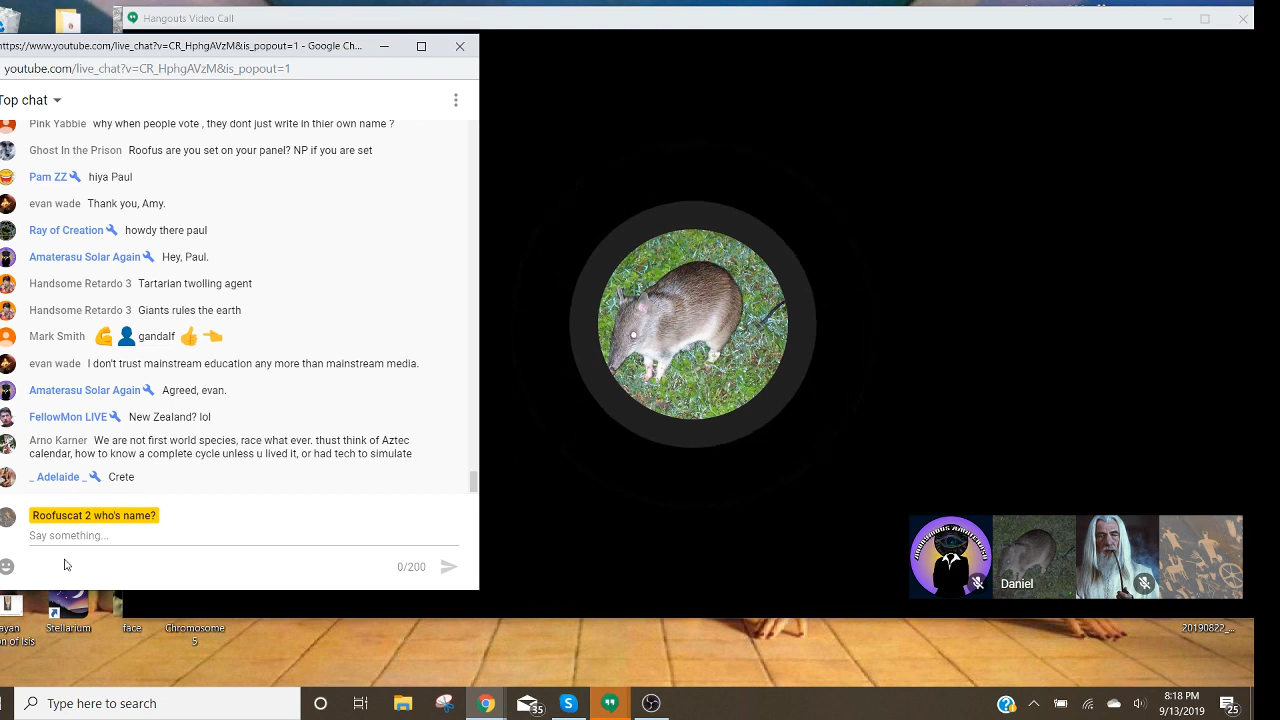 Hangouts Video Call
https://www.youtube.com/live_chat?v=CR_HphgAVzM&is_popout=1 - Google Ch...
youtube.com/live_chat?v=CR_HphgAVzM&is_popout=1
Top chat
Pink Yabbie why when people vote , they dont just write in thier own name ?
Ghost In the Prison Roofus are you set on your panel? NP if you are set
Pam ZZ hiya Paul
evan wade Thank you, Amy.
Ray of Creation howdy there paul
Amaterasu Solar Again Hey, Paul.
Handsome Retardo 3 Tartarian twolling agent
Handsome Retardo 3 Giants rules the earth
Mark Smith 💪👤 gandalf 👍👈
evan wade I don't trust mainstream education any more than mainstream media.
Amaterasu Solar Again Agreed, evan.
FellowMon LIVE New Zealand? lol
Arno Karner We are not first world species, race what ever. thust think of Aztec
calendar, how to know a complete cycle unless u lived it, or had tech to simulate
_ Adelaide _ Crete
Roofuscat 2 who's name?
Say something...
0/200
Daniel
ayan
on of Isis
Stellarium
face
Chromosome
5
20190822_...
Type here to search
35
8:18 PM
9/13/2019
25